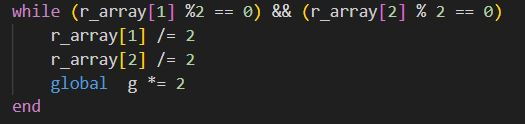 while (r_array[1] %2 == 0) && (r_array[2] % 2 == 0)
    r_array[1] /= 2
    r_array[2] /= 2
    global  g *= 2
end